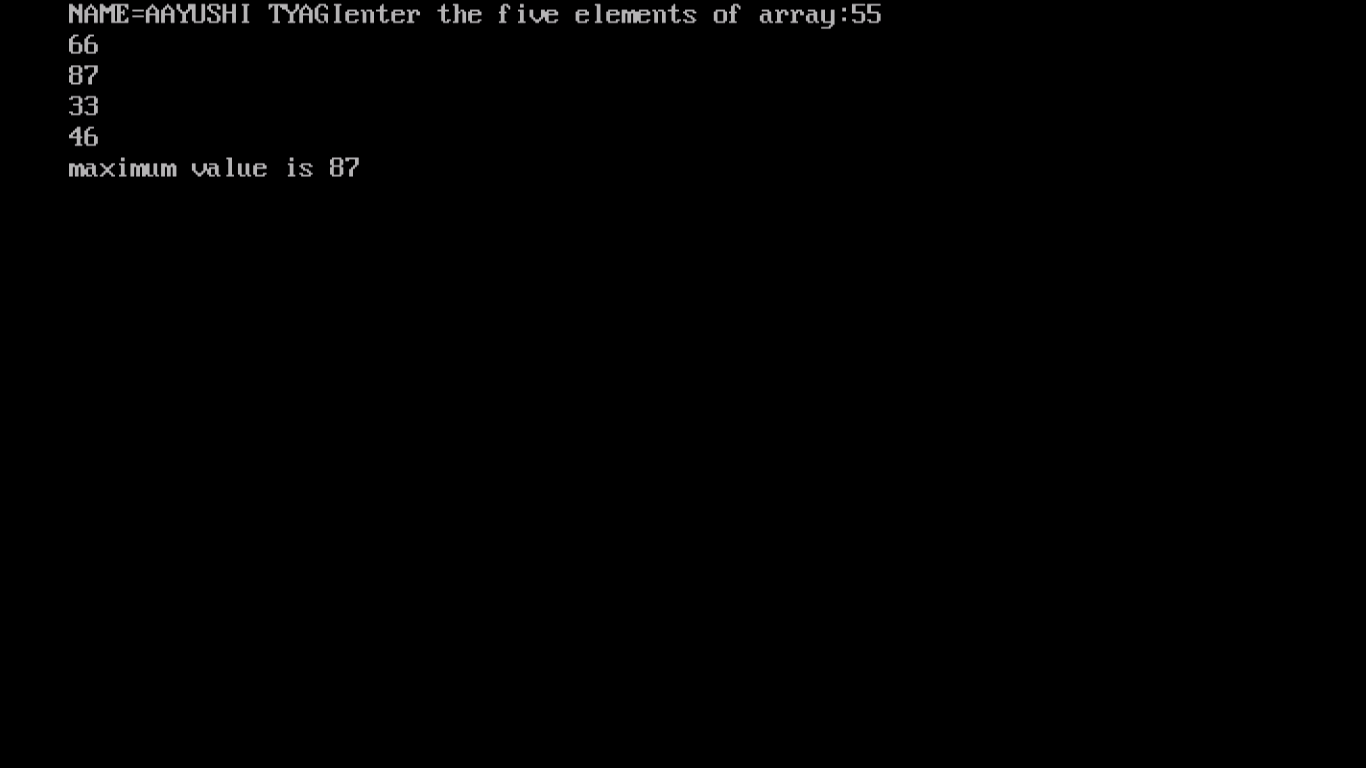 NAME=AAYUSHI TYAGIenter the five elements of array:55
66
87
33
46
maximum value is 87